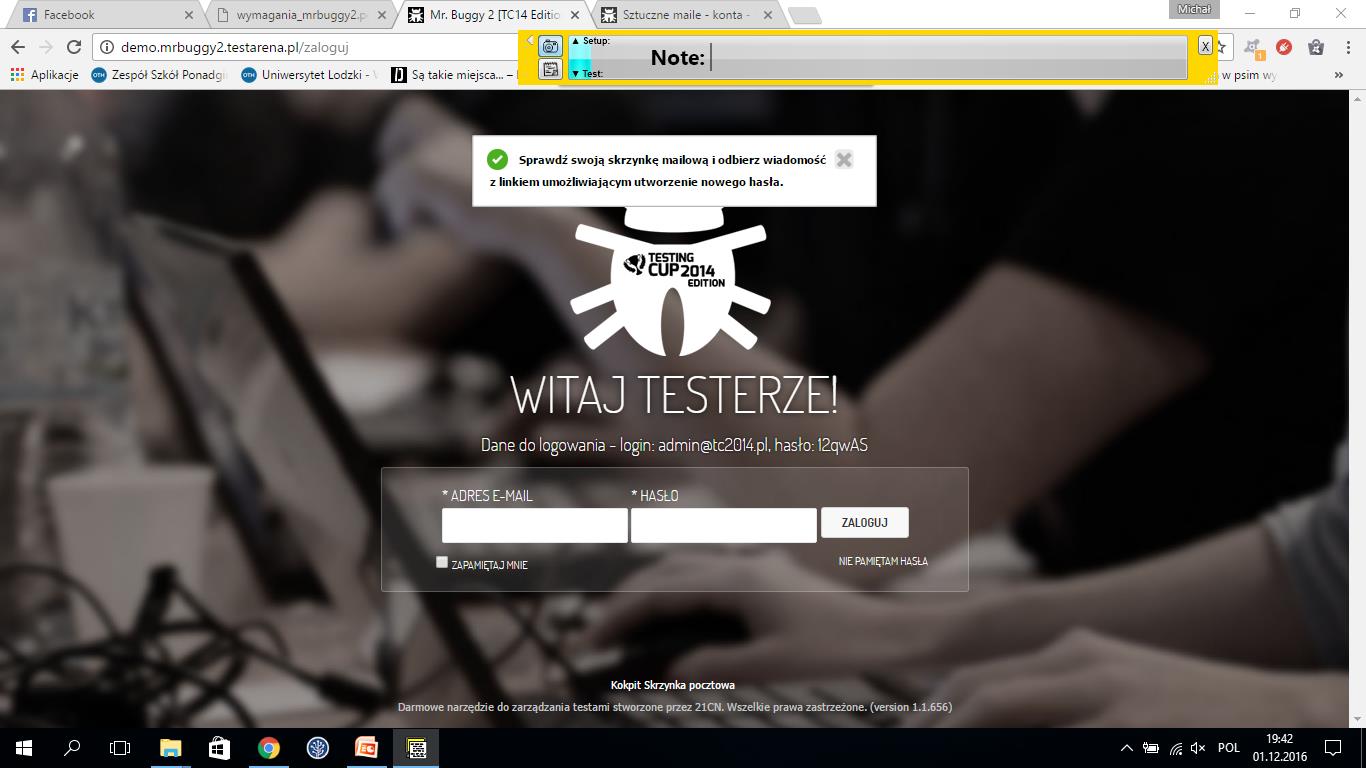 Michał
Facebook
wymagania_mrbuggy2.p
Mr. Buggy 2 [TC14 Editio
Sztuczne maile - konta -
demo.mrbuggy2.testarena.pl/zaloguj
Setup:
Note:
Test:
X
1
Aplikacje
Zespół Szkół Ponadgi
Uniwersytet Lodzki -
Są takie miejsca... –
w psim wy
»
Sprawdź swoją skrzynkę mailową i odbierz wiadomość
z linkiem umożliwiającym utworzenie nowego hasła.
TESTING
CUP 2014
EDITION
WITAJ TESTERZE!
Dane do logowania - login: admin@tc2014.pl, hasło: 12qwAS
* ADRES E-MAIL
* HASŁO
ZALOGUJ
ZAPAMIĘTAJ MNIE
NIE PAMIĘTAM HASŁA
Kokpit Skrzynka pocztowa
Darmowe narzędzie do zarządzania testami stworzone przez 21CN. Wszelkie prawa zastrzeżone. (version 1.1.656)
POL
19:42
01.12.2016